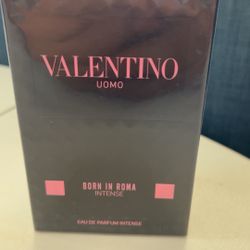 VALENTINO
UOMO
BORN IN ROMA
INTENSE
EAU DE PARFUM INTENSE